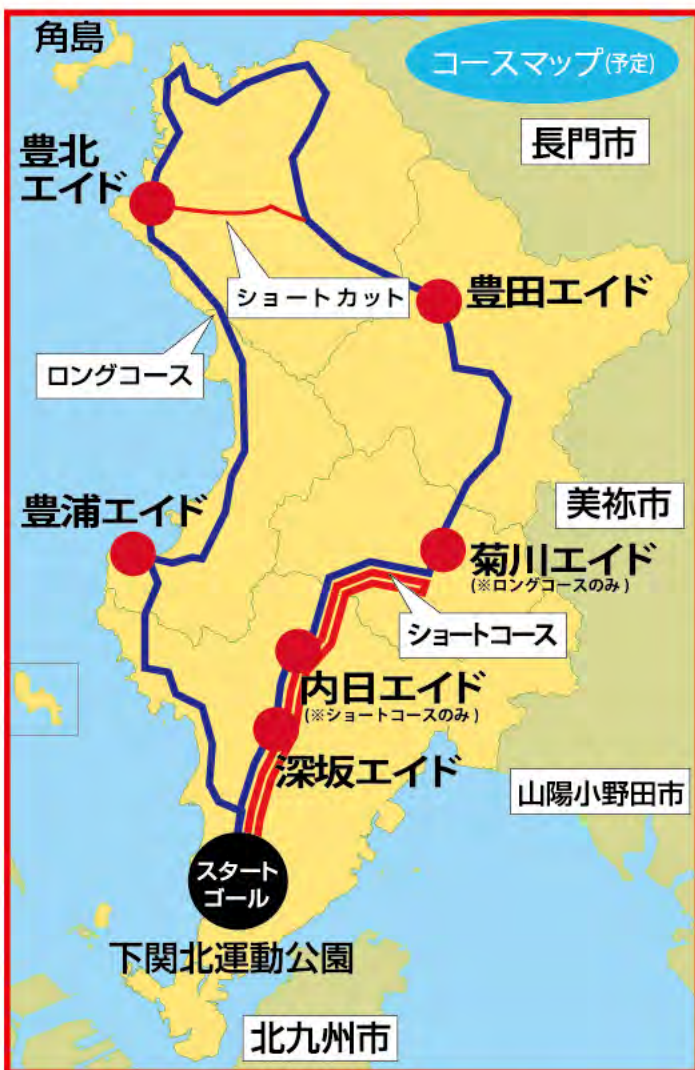 角島
コースマップ(予定)
長門市
豊北
エイド
ショートカット
豊田エイド
ロングコース
豊浦エイド
美祢市
菊川エイド
(※ロングコースのみ)
ショートコース
内日エイド
(※ショートコースのみ)
深坂エイド
山陽小野田市
スタート
ゴール
下関北運動公園
北九州市